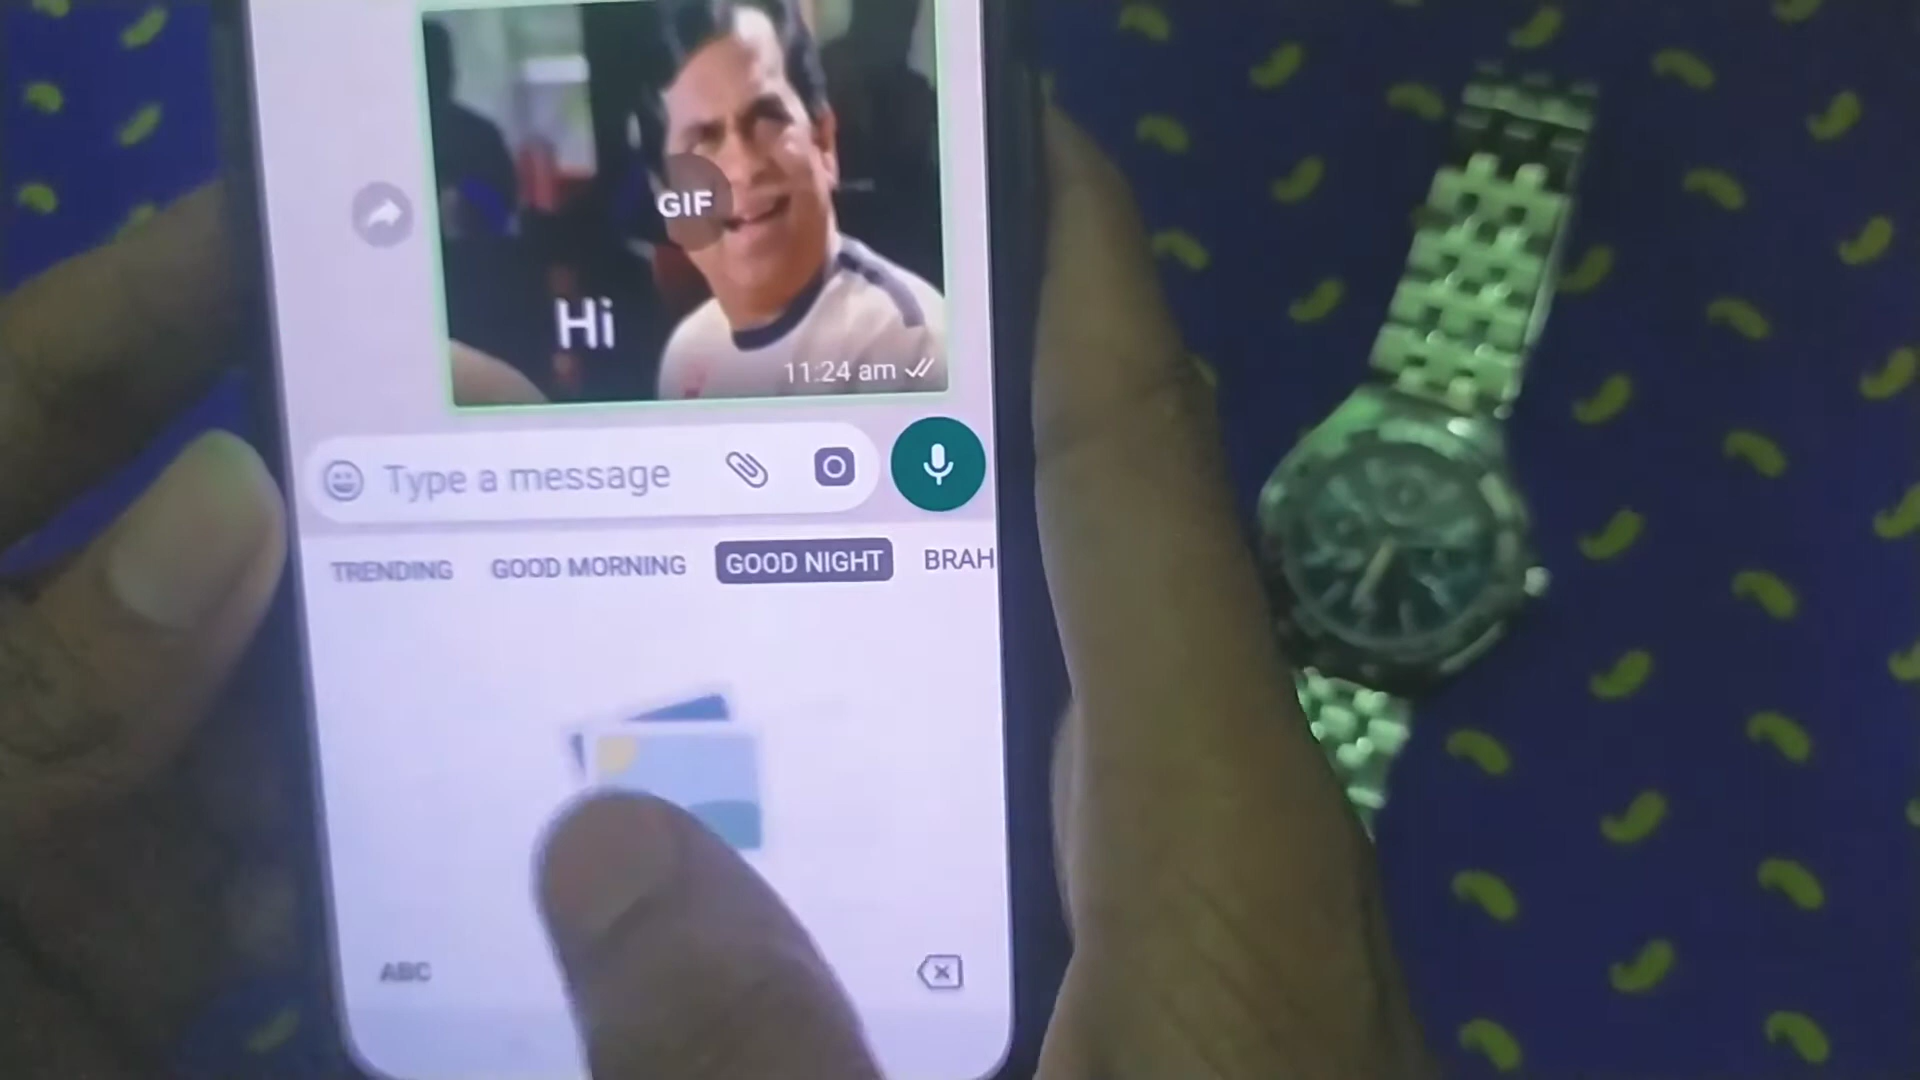 GIF
Hi
11:24 am
Type a message
TRENDING GOOD MORNING GOOD NIGHT BRAH
ABC